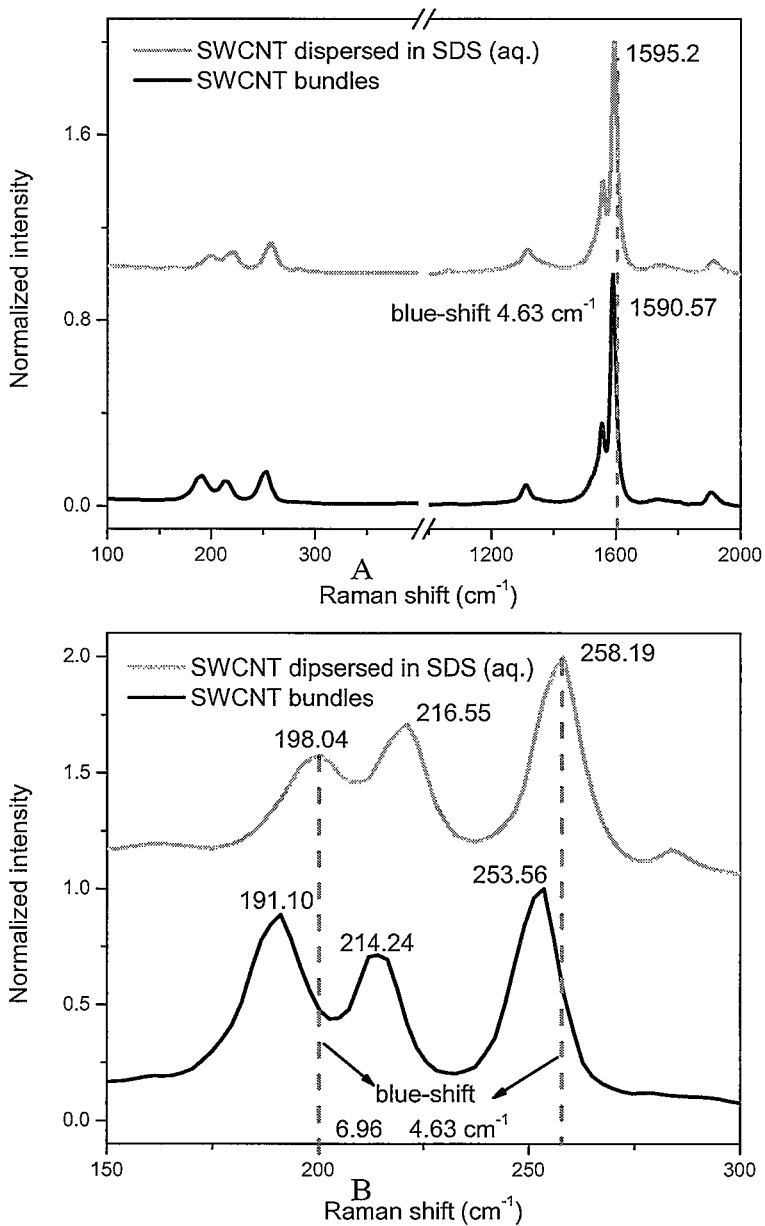 SWCNT dispersed in SDS (aq.)
SWCNT bundles
1595.2
1.6
Normalized intensity
blue-shift 4.63 cm⁻¹ 1590.57
0.8
0.0
100 200 300 1200 1600 2000
A
Raman shift (cm⁻¹)
SWCNT dipsersed in SDS (aq.)
SWCNT bundles
258.19
2.0
216.55
198.04
1.5
Normalized intensity
253.56
1.0
191.10
214.24
0.5
blue-shift
0.0
6.96 4.63 cm⁻¹
150 200 250 300
B
Raman shift (cm⁻¹)